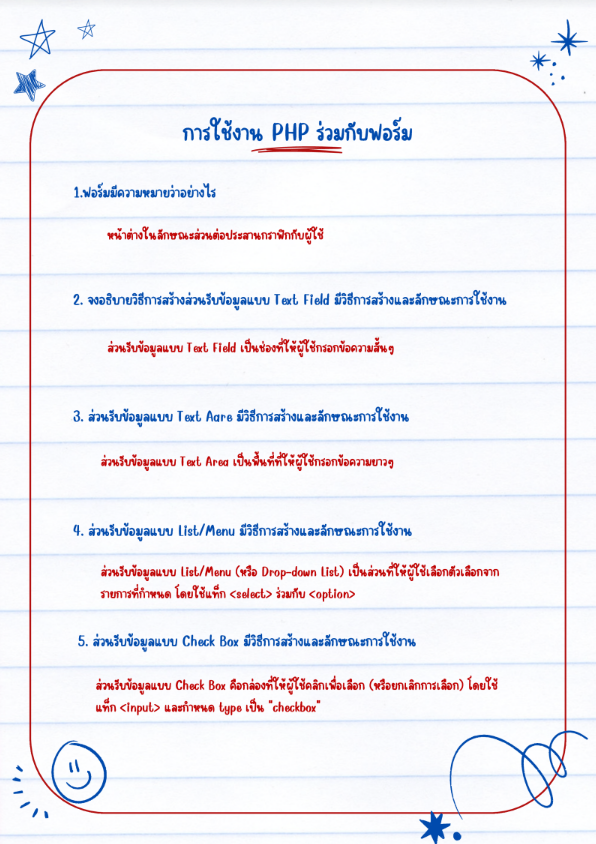 การใช้งาน PHP ร่วมกับฟอร์ม
1.ฟอร์มมีความหมายว่าอย่างไร
หน้าต่างในลักษณะส่วนต่อประสานกราฟิกกับผู้ใช้
2. จงอธิบายวิธีการสร้างส่วนรับข้อมูลแบบ Text Field มีวิธีการสร้างและลักษณะการใช้งาน
ส่วนรับข้อมูลแบบ Text Field เป็นช่องที่ให้ผู้ใช้กรอกข้อความสั้นๆ
3. ส่วนรับข้อมูลแบบ Text Aare มีวิธีการสร้างและลักษณะการใช้งาน
ส่วนรับข้อมูลแบบ Text Area เป็นพื้นที่ที่ให้ผู้ใช้กรอกข้อความยาวๆ
4. ส่วนรับข้อมูลแบบ List/Menu มีวิธีการสร้างและลักษณะการใช้งาน
ส่วนรับข้อมูลแบบ List/Menu (หรือ Drop-down List) เป็นส่วนที่ให้ผู้ใช้เลือกตัวเลือกจาก
รายการที่กำหนด โดยใช้แท็ก <select> ร่วมกับ <option>
5. ส่วนรับข้อมูลแบบ Check Box มีวิธีการสร้างและลักษณะการใช้งาน
ส่วนรับข้อมูลแบบ Check Box คือกล่องที่ให้ผู้ใช้คลิกเพื่อเลือก (หรือยกเลิกการเลือก) โดยใช้
แท็ก <input> และกำหนด type เป็น "checkbox"